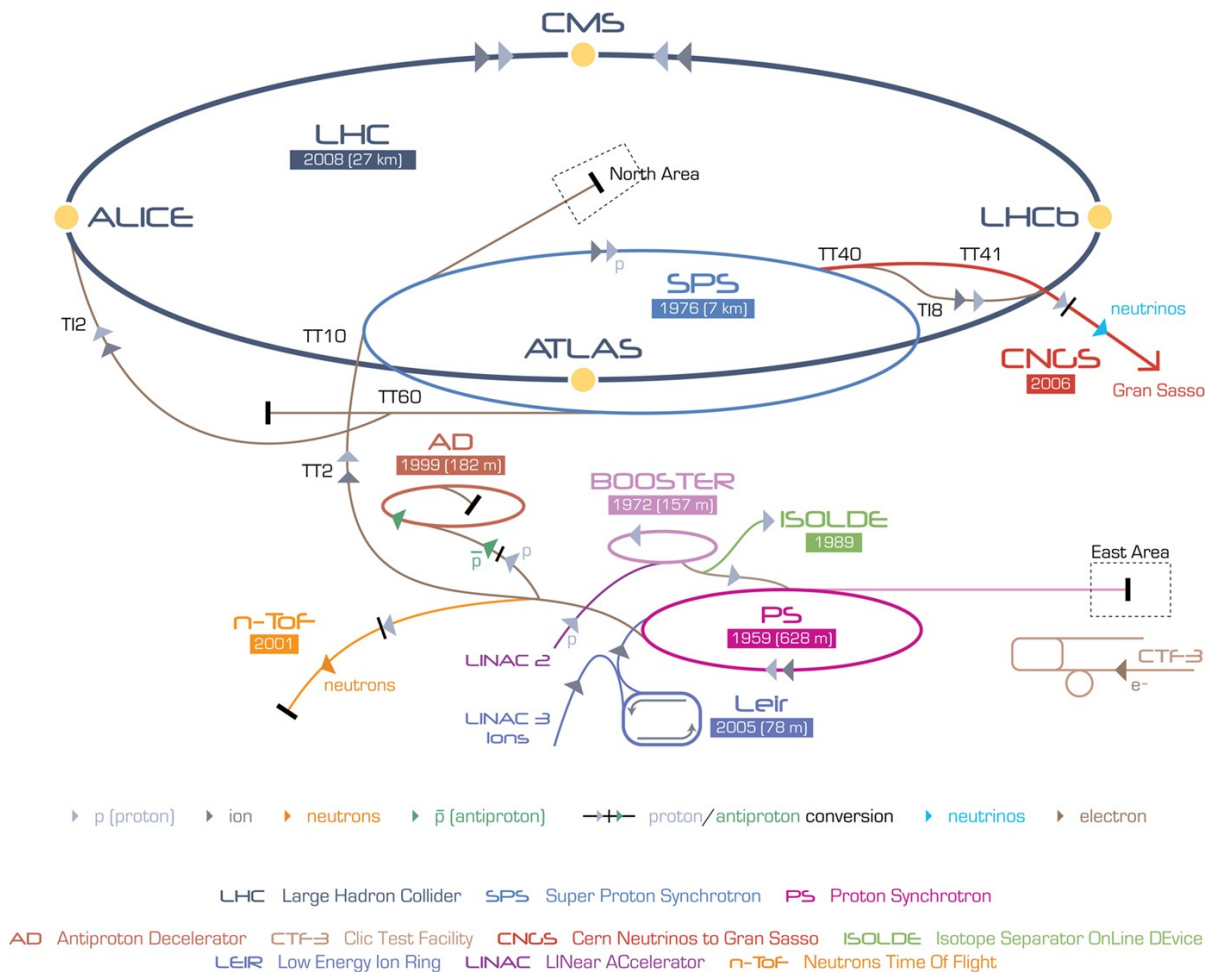 CMS
LHC
2008 (27 km)
North Area
ALICE
LHCb
TT40
TT41
p
SPS
1976 (7 km)
TI8
neutrinos
TI2
TT10
ATLAS
CNGS
2006
Gran Sasso
TT60
AD
1999 (182 m)
TT2
BOOSTER
1972 (157 m)
ISOLDE
1989
p̅
p
East Area
n-ToF
2001
PS
1959 (628 m)
p
LINAC 2
CTF-3
e-
neutrons
LINAC 3
Ions
Leir
2005 (78 m)
p (proton)
ion
neutrons
p̅ (antiproton)
proton/antiproton conversion
neutrinos
electron
LHC Large Hadron Collider SPS Super Proton Synchrotron PS Proton Synchrotron
AD Antiproton Decelerator CTF-3 Clic Test Facility CNGS Cern Neutrinos to Gran Sasso ISOLDE Isotope Separator OnLine DEvice
LEIR Low Energy Ion Ring LINAC LINear ACcelerator n-ToF Neutrons Time Of Flight